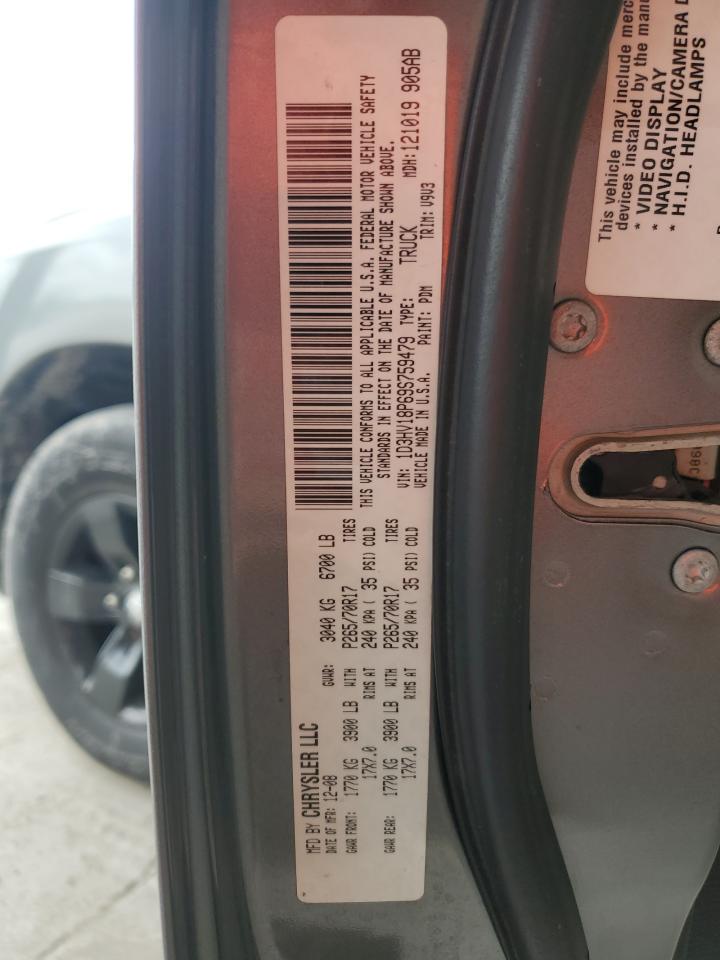 MFD BY CHRYSLER LLC
DATE OF MFR: 12-08 GVWR: 3040 KG 6700 LB
GAWR FRONT: 1770 KG 3900 LB WITH P265/70R17 TIRES
17X7.0 RIMS AT 240 KPA ( 35 PSI) COLD
GAWR REAR: 1770 KG 3900 LB WITH P265/70R17 TIRES
17X7.0 RIMS AT 240 KPA ( 35 PSI) COLD
THIS VEHICLE CONFORMS TO ALL APPLICABLE U.S.A. FEDERAL MOTOR VEHICLE SAFETY
STANDARDS IN EFFECT ON THE DATE OF MANUFACTURE SHOWN ABOVE.
VIN: 1D3HV18P69S759479 TYPE: TRUCK MDH: 121019 905AB
VEHICLE MADE IN U.S.A. PAINT: PDM TRIM: V9V3
This vehicle may include merc
devices installed by the manu
* VIDEO DISPLAY
* NAVIGATION/CAMERA D
* H.I.D. HEADLAMPS